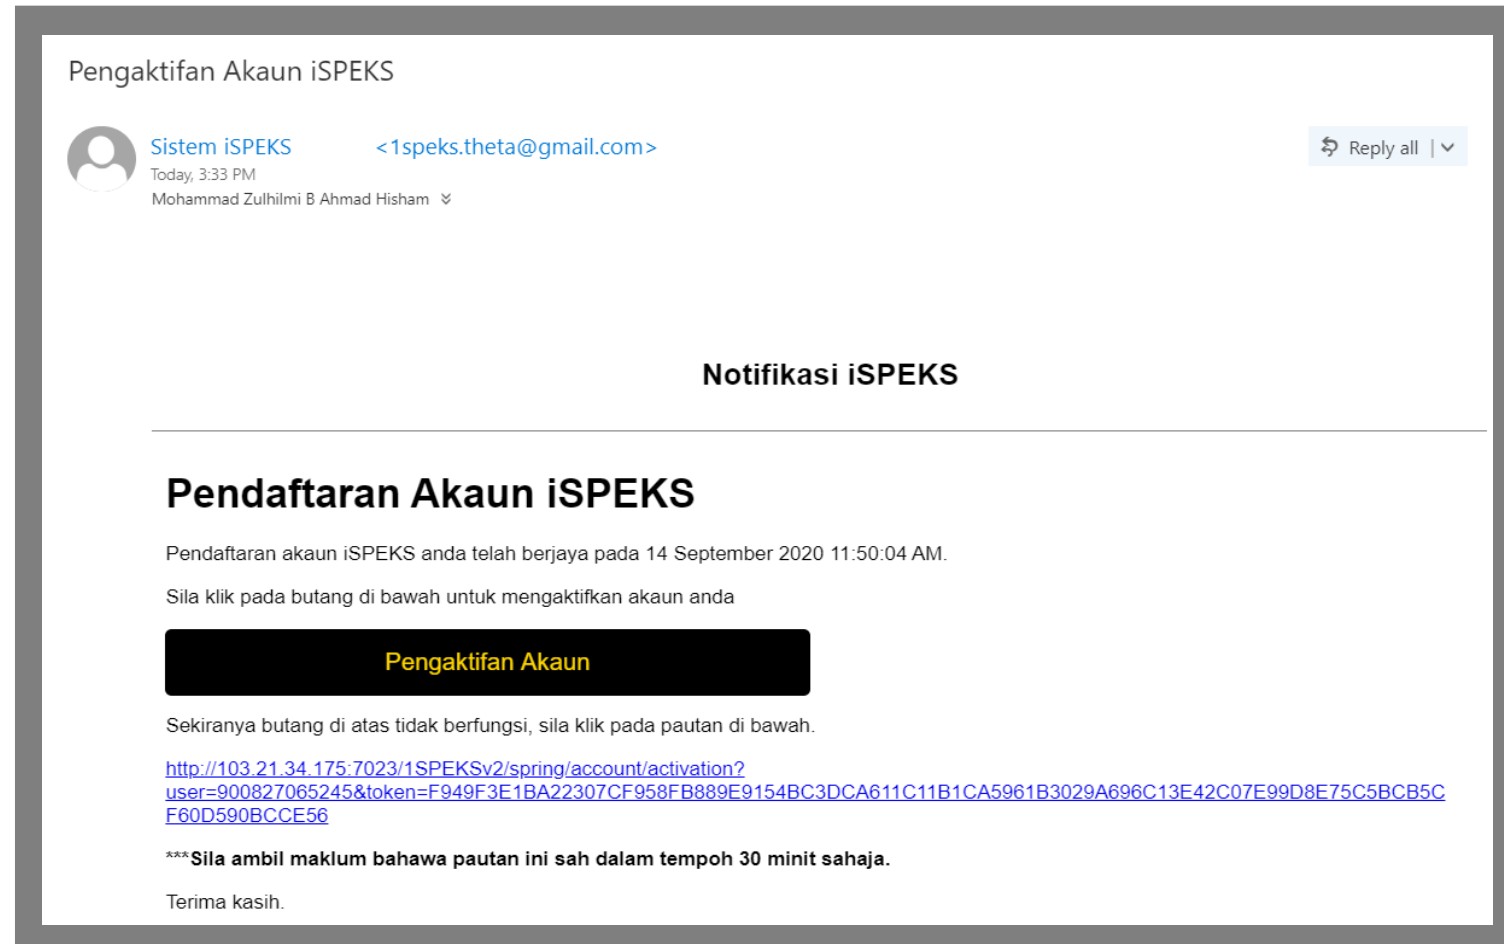 Pengaktifan Akaun iSPEKS
Sistem iSPEKS <1speks.theta@gmail.com>
Reply all
Today, 3:33 PM
Mohammad Zulhilmi B Ahmad Hisham
Notifikasi iSPEKS
Pendaftaran Akaun iSPEKS
Pendaftaran akaun iSPEKS anda telah berjaya pada 14 September 2020 11:50:04 AM.
Sila klik pada butang di bawah untuk mengaktifkan akaun anda
Pengaktifan Akaun
Sekiranya butang di atas tidak berfungsi, sila klik pada pautan di bawah.
http://103.21.34.175:7023/1SPEKSv2/spring/account/activation?
user=900827065245&token=F949F3E1BA22307CF958FB889E9154BC3DCA611C11B1CA5961B3029A696C13E42C07E99D8E75C5BCB5C
F60D590BCCE56
***Sila ambil maklum bahawa pautan ini sah dalam tempoh 30 minit sahaja.
Terima kasih.